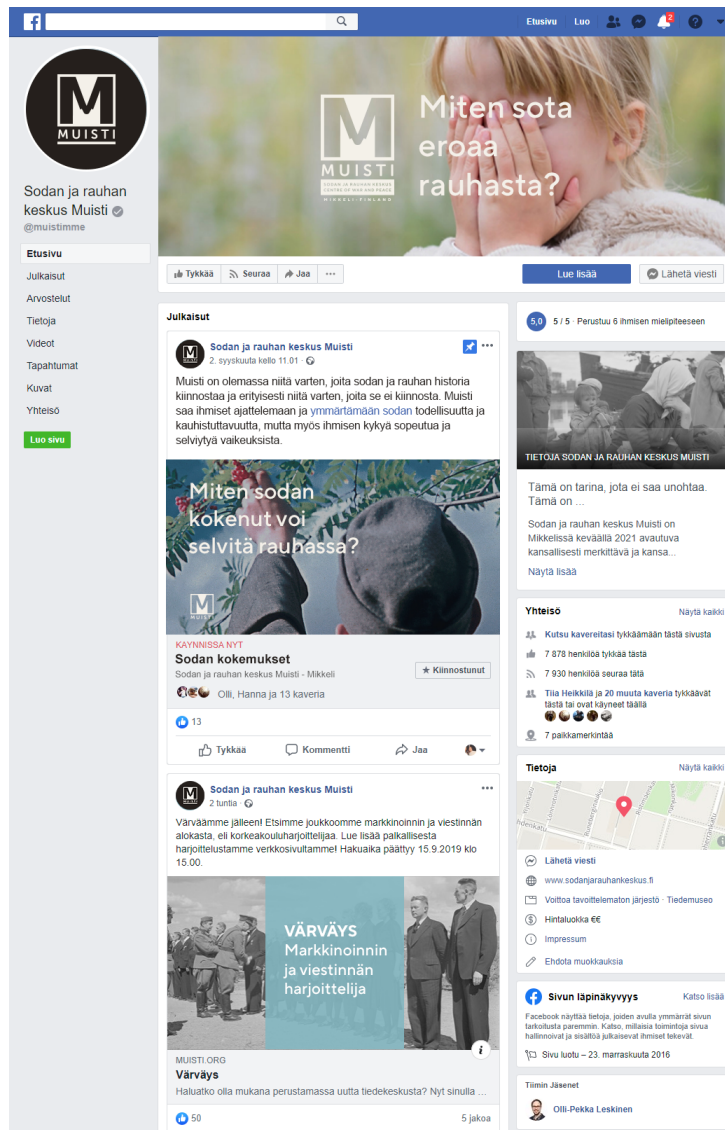 Etusivu Luo 2
M
MUISTI
Sodan ja rauhan
keskus Muisti
@muistimme
Etusivu
Julkaisut
Arvostelut
Tietoja
Videot
Tapahtumat
Kuvat
Yhteisö
Luo sivu
M
MUISTI
SODAN JA RAUHAN KESKUS
CENTRE OF WAR AND PEACE
MIKKELI-FINLAND
Miten sota
eroaa
rauhasta?
Tykkää Seuraa Jaa ...
Lue lisää Lähetä viesti
Julkaisut
Sodan ja rauhan keskus Muisti
2. syyskuuta kello 11.01 ·
Muisti on olemassa niitä varten, joita sodan ja rauhan historia
kiinnostaa ja erityisesti niitä varten, joita se ei kiinnosta. Muisti
saa ihmiset ajattelemaan ja ymmärtämään sodan todellisuutta ja
kauhistuttavuutta, mutta myös ihmisen kykyä sopeutua ja
selviytyä vaikeuksista.
Miten sodan
kokenut voi
selvitä rauhassa?
M
MUISTI
KÄYNNISSÄ NYT
Sodan kokemukset
Sodan ja rauhan keskus Muisti - Mikkeli
Kiinnostunut
Olli, Hanna ja 13 kaveria
13
Tykkää Kommentti Jaa
Sodan ja rauhan keskus Muisti
2 tuntia ·
Värväämme jälleen! Etsimme joukkoomme markkinoinnin ja viestinnän
alokasta, eli korkeakouluharjoittelijaa. Lue lisää palkallisesta
harjoittelustamme verkkosivultamme! Hakuaika päättyy 15.9.2019 klo
15.00.
VÄRVÄYS
Markkinoinnin
ja viestinnän
harjoittelija
MUISTI.ORG
Värväys
Haluatko olla mukana perustamassa uutta tiedekeskusta? Nyt sinulla ...
50 5 jakoa
5,0 5 / 5 · Perustuu 6 ihmisen mielipiteeseen
TIETOJA SODAN JA RAUHAN KESKUS MUISTI
Tämä on tarina, jota ei saa unohtaa.
Tämä on ...
Sodan ja rauhan keskus Muisti on
Mikkelissä keväällä 2021 avautuva
kansallisesti merkittävä ja kansa...
Näytä lisää
Yhteisö Näytä kaikki
Kutsu kavereitasi tykkäämään tästä sivusta
7 878 henkilöä tykkää tästä
7 930 henkilöä seuraa tätä
Tiia Heikkilä ja 20 muuta kaveria tykkäävät
tästä tai ovat käyneet täällä
7 paikkamerkintää
Tietoja Näytä kaikki
Lähetä viesti
www.sodanjarauhankeskus.fi
Voittoa tavoittelematon järjestö · Tiedemuseo
Hintaluokka €€
Impressum
Ehdota muokkauksia
Sivun läpinäkyvyys Katso lisää
Facebook näyttää tietoja, joiden avulla ymmärrät sivun
tarkoitusta paremmin. Katso, millaisia toimintoja sivua
hallinnoivat ja sisältöä julkaisevat ihmiset tekevät.
Sivu luotu – 23. marraskuuta 2016
Tiimin Jäsenet
Olli-Pekka Leskinen